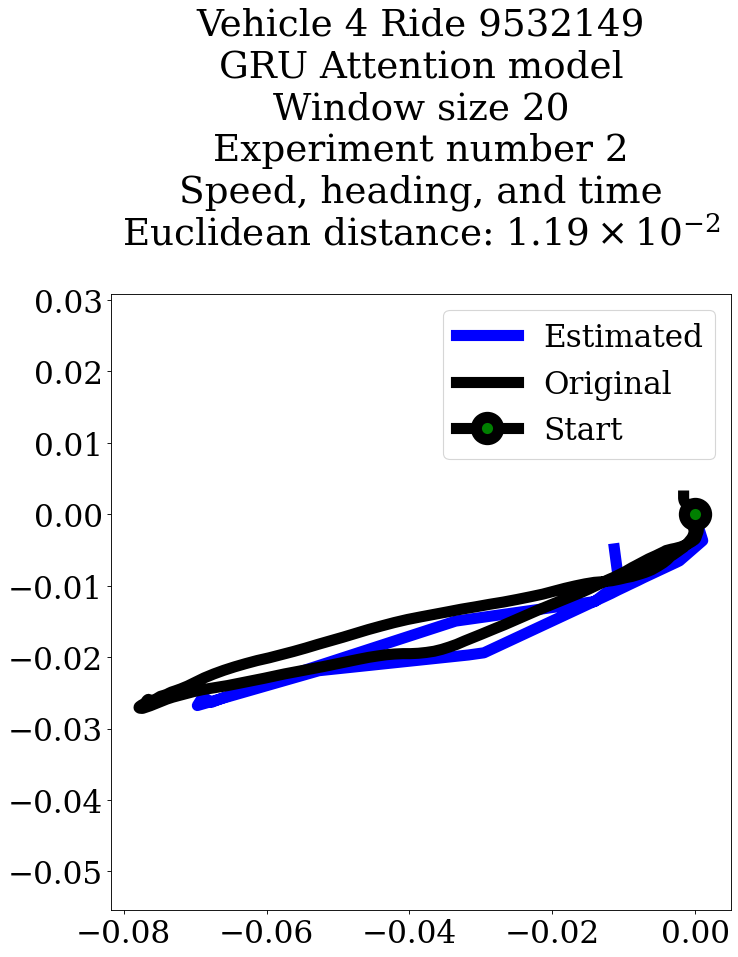 Vehicle 4 Ride 9532149
GRU Attention model
Window size 20
Experiment number 2
Speed, heading, and time
Euclidean distance: 1.19 × 10⁻²
0.03
Estimated
0.02
Original
0.01
Start
0.00
−0.01
−0.02
−0.03
−0.04
−0.05
−0.08 −0.06 −0.04 −0.02 0.00